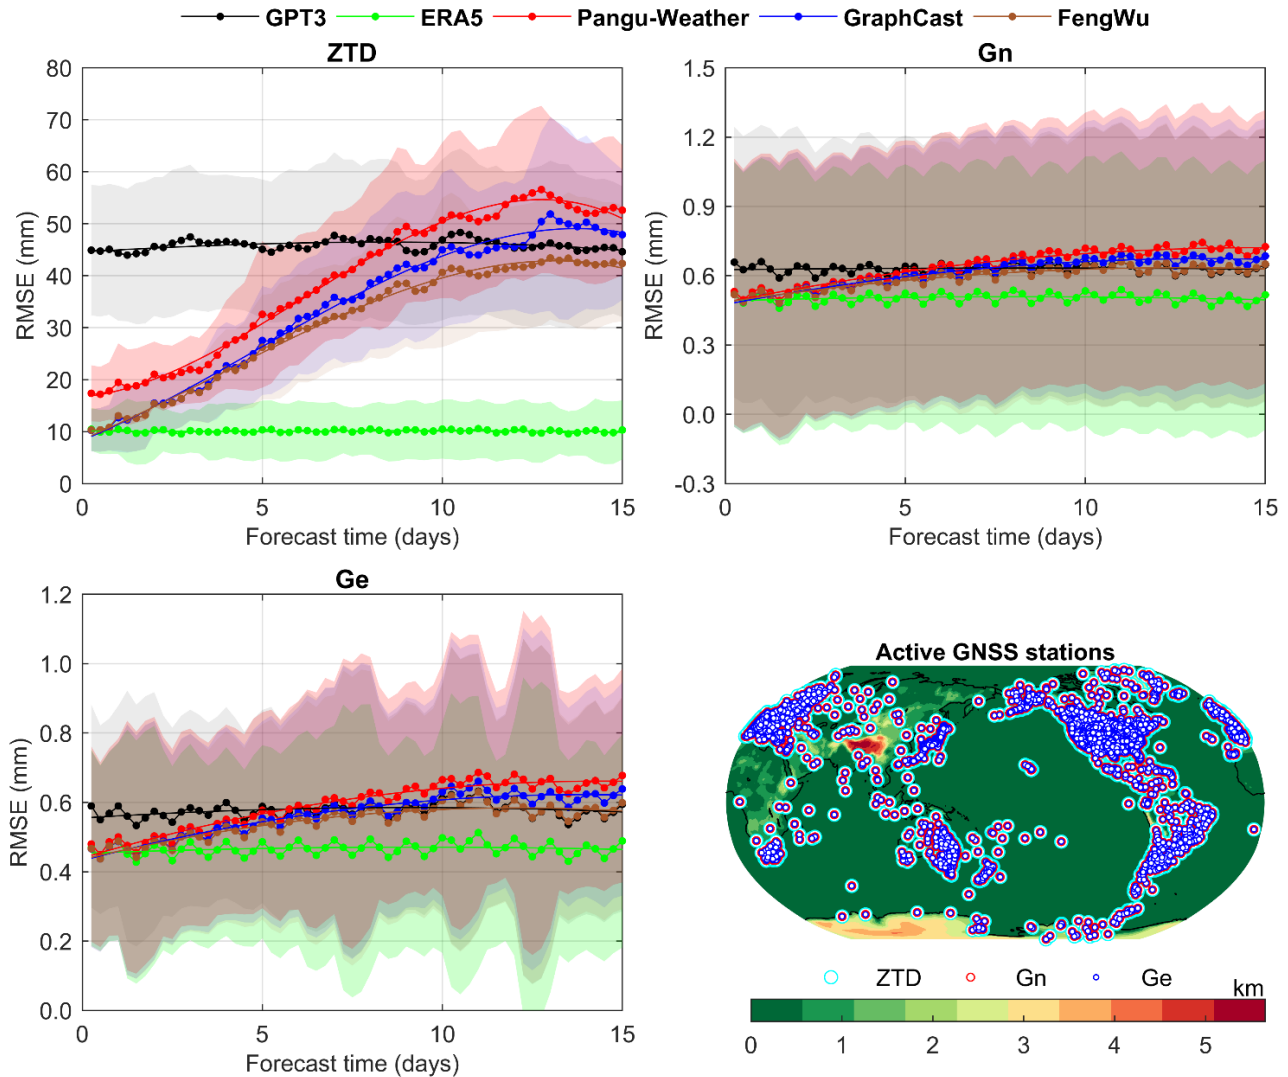 GPT3 ERA5 Pangu-Weather GraphCast FengWu
ZTD
80
70
60
50
40
30
20
10
0
RMSE (mm)
0 5 10 15
Forecast time (days)
Gn
1.5
1.2
0.9
0.6
0.3
0.0
-0.3
RMSE (mm)
0 5 10 15
Forecast time (days)
Ge
1.2
1.0
0.8
0.6
0.4
0.2
0.0
RMSE (mm)
0 5 10 15
Forecast time (days)
Active GNSS stations
ZTD Gn Ge
km
0 1 2 3 4 5